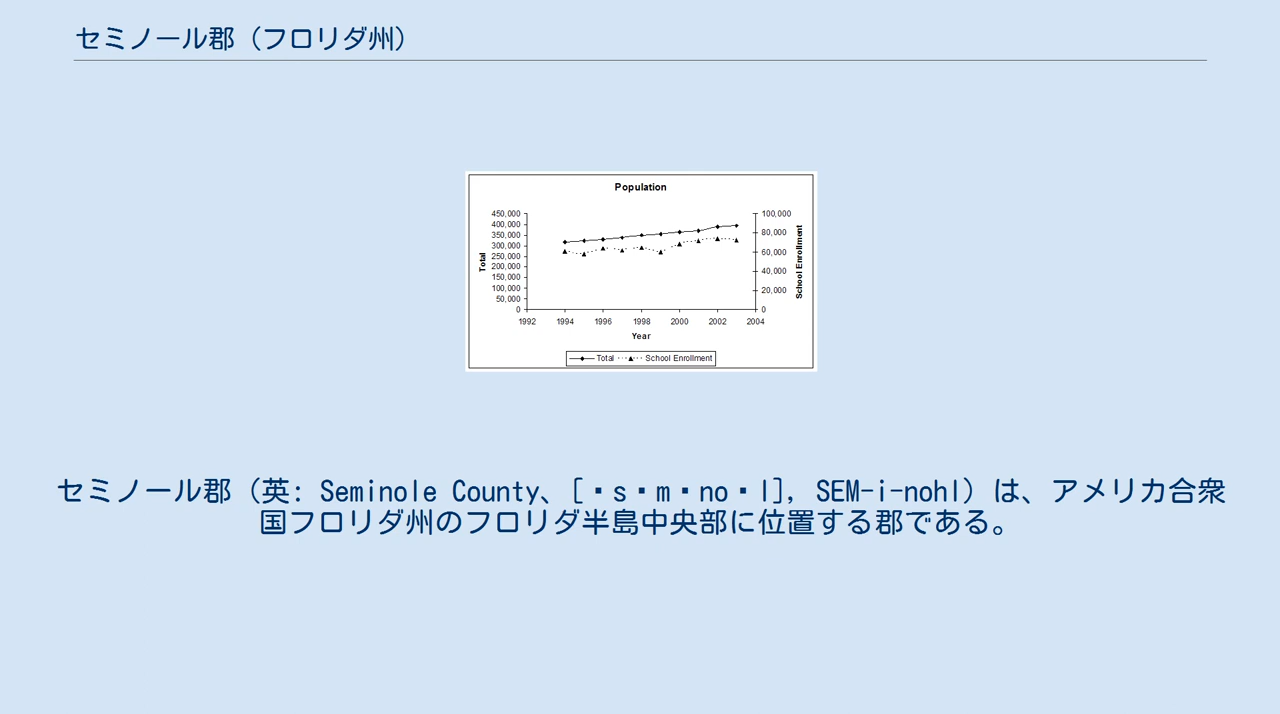 セミノール郡（フロリダ州）
Population
450,000
400,000
350,000
300,000
250,000
200,000
150,000
100,000
50,000
0
Total
100,000
80,000
60,000
40,000
20,000
0
School Enrollment
1992 1994 1996 1998 2000 2002 2004
Year
Total School Enrollment
セミノール郡（英: Seminole County、[・s・m・no・l], SEM-i-nohl）は、アメリカ合衆
国フロリダ州のフロリダ半島中央部に位置する郡である。